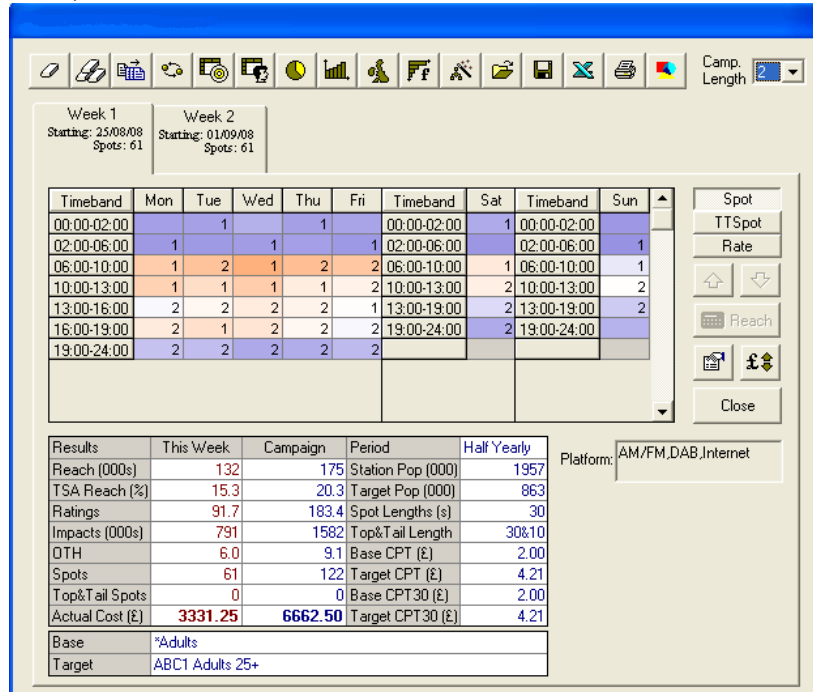 Camp.
Length 2
Week 1
Starting: 25/08/08
Spots: 61
Week 2
Starting: 01/09/08
Spots: 61
Timeband Mon Tue Wed Thu Fri Timeband Sat Timeband Sun
00:00-02:00 1 1 00:00-02:00 1 00:00-02:00
02:00-06:00 1 1 1 02:00-06:00 02:00-06:00 1
06:00-10:00 1 2 1 2 2 06:00-10:00 1 06:00-10:00 1
10:00-13:00 1 1 1 1 2 10:00-13:00 2 10:00-13:00 2
13:00-16:00 2 2 2 2 1 13:00-19:00 2 13:00-19:00 2
16:00-19:00 2 1 2 2 2 19:00-24:00 2 19:00-24:00
19:00-24:00 2 2 2 2 2
Spot
TTSpot
Rate
Reach
£
Close
Results This Week Campaign Period Half Yearly
Reach (000s) 132 175 Station Pop (000) 1957
TSA Reach (%) 15.3 20.3 Target Pop (000) 863
Ratings 91.7 183.4 Spot Lengths (s) 30
Impacts (000s) 791 1582 Top&Tail Length 30&10
OTH 6.0 9.1 Base CPT (£) 2.00
Spots 61 122 Target CPT (£) 4.21
Top&Tail Spots 0 0 Base CPT30 (£) 2.00
Actual Cost (£) 3331.25 6662.50 Target CPT30 (£) 4.21
Base *Adults
Target ABC1 Adults 25+
Platform: AM/FM,DAB,Internet